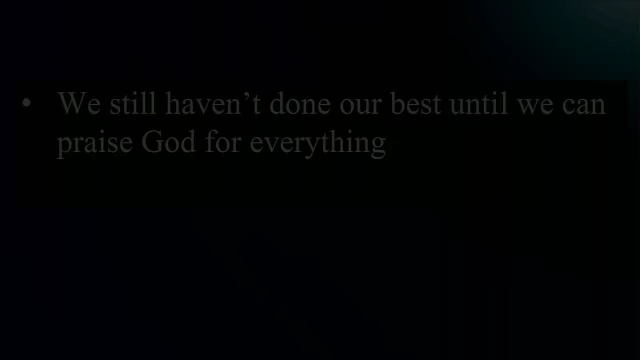 • We still haven’t done our best until we can
praise God for everything